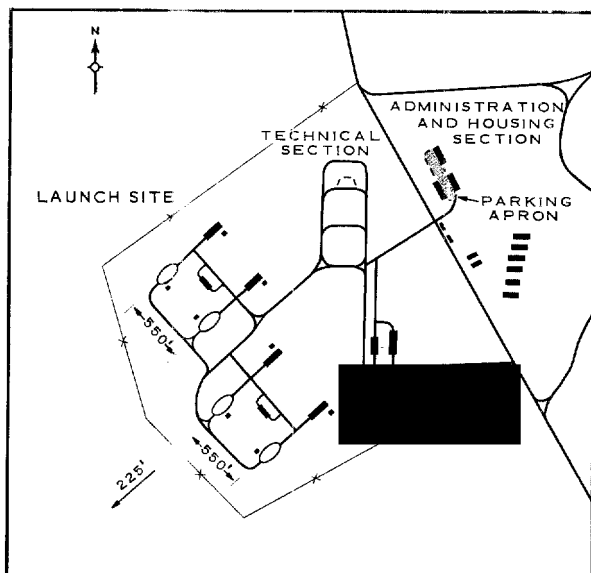 N
ADMINISTRATION
AND HOUSING
SECTION
TECHNICAL
SECTION
LAUNCH SITE
PARKING
APRON
550'
550'
225'